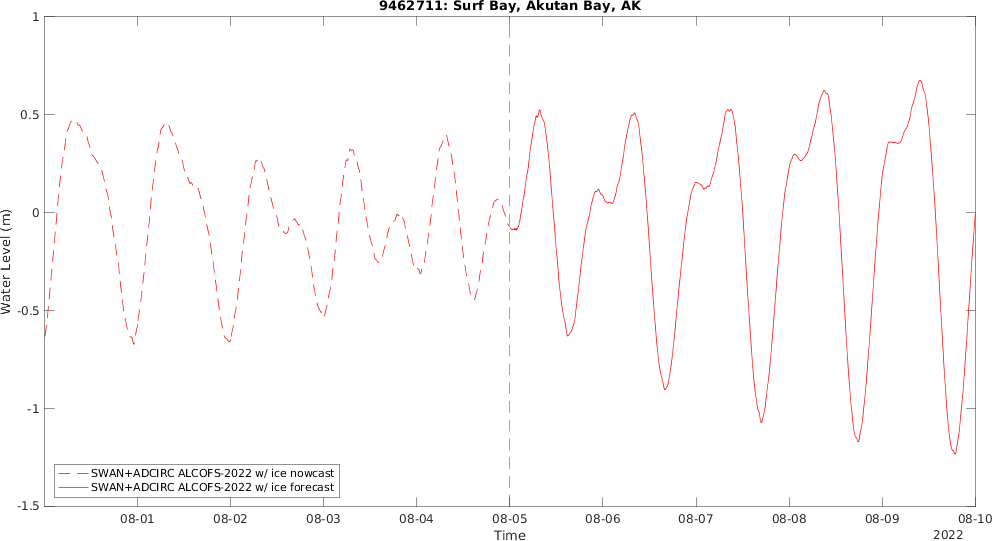 9462711: Surf Bay, Akutan Bay, AK
1
0.5
0
-0.5
-1
-1.5
Water Level (m)
SWAN+ADCIRC ALCOFS-2022 w/ ice nowcast
SWAN+ADCIRC ALCOFS-2022 w/ ice forecast
08-01 08-02 08-03 08-04 08-05 08-06 08-07 08-08 08-09 08-10
Time
2022